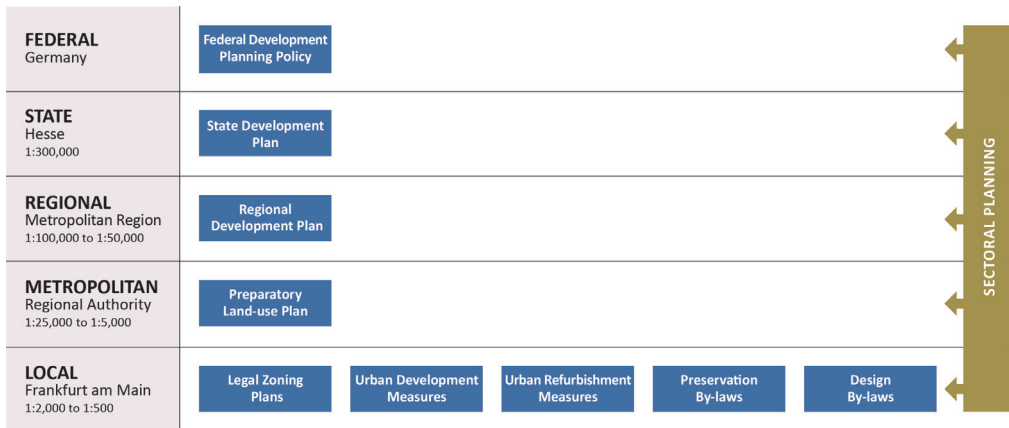 FEDERAL
Germany
Federal Development
Planning Policy
STATE
Hesse
1:300,000
State Development
Plan
REGIONAL
Metropolitan Region
1:100,000 to 1:50,000
Regional
Development Plan
METROPOLITAN
Regional Authority
1:25,000 to 1:5,000
Preparatory
Land-use Plan
LOCAL
Frankfurt am Main
1:2,000 to 1:500
Legal Zoning
Plans
Urban Development
Measures
Urban Refurbishment
Measures
Preservation
By-laws
Design
By-laws
SECTORAL PLANNING